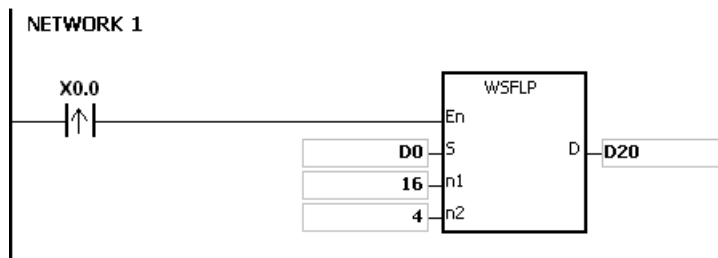 NETWORK 1
X0.0
WSFLP
En
D0 S D D20
16 n1
4 n2